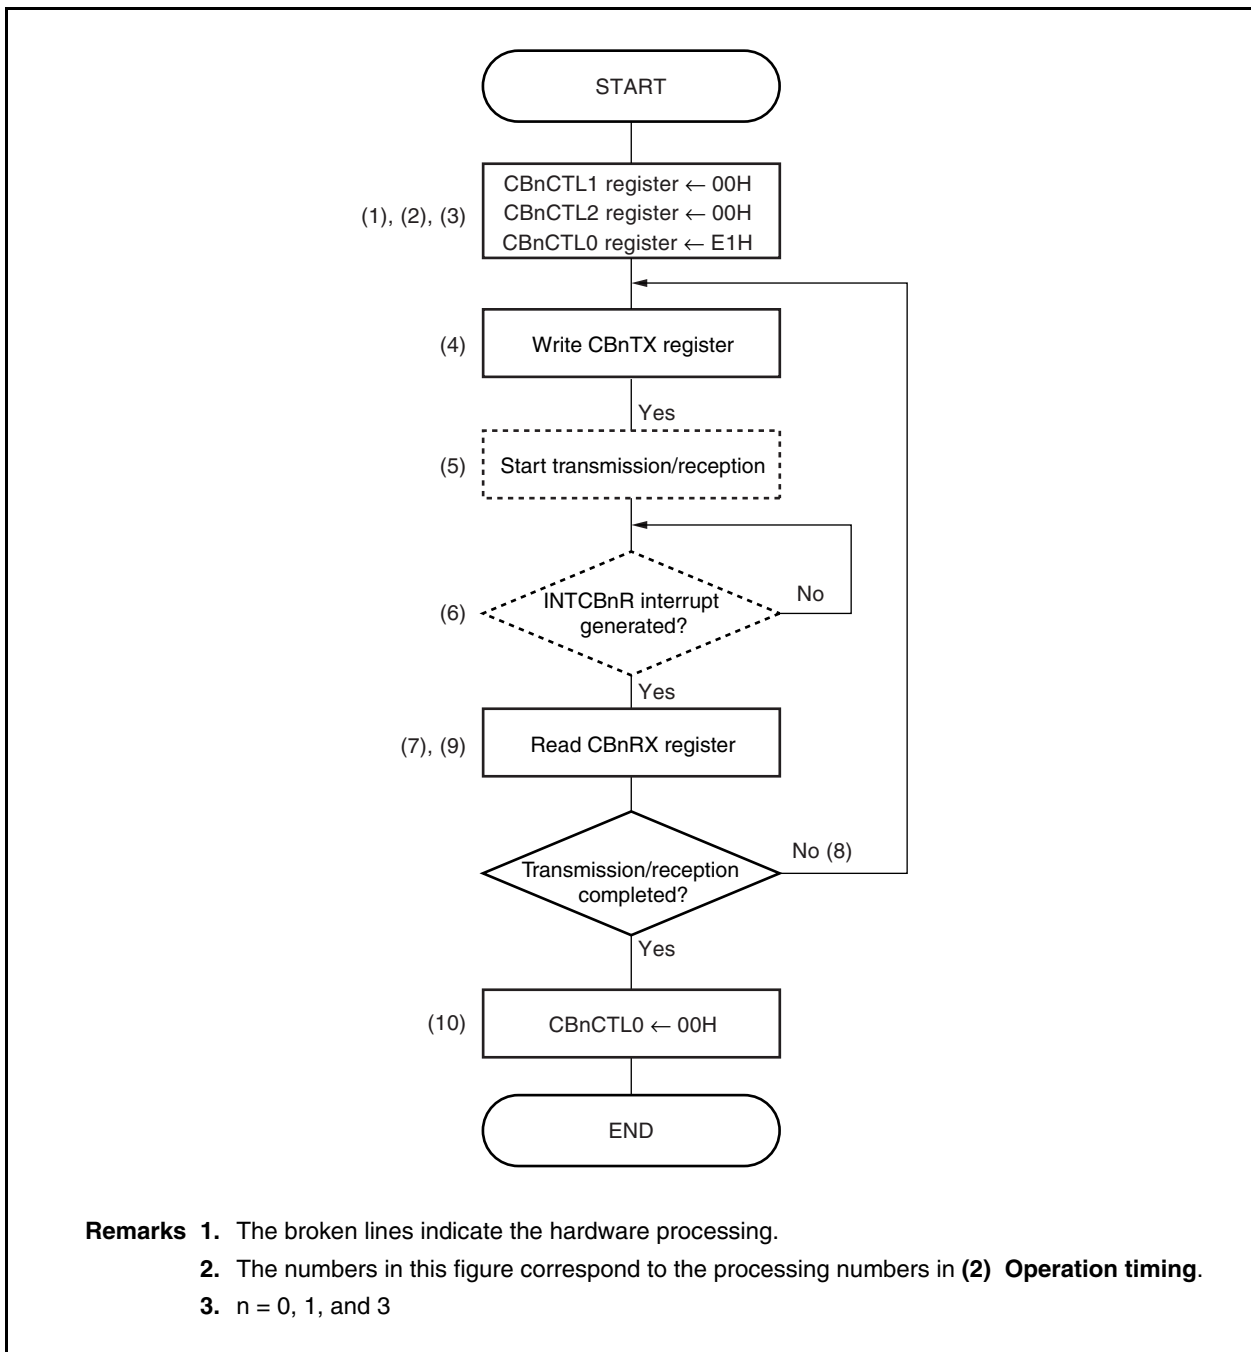 START
CBnCTL1 register ← 00H
(1), (2), (3)
CBnCTL2 register ← 00H
CBnCTL0 register ← E1H
(4)
Write CBnTX register
Yes
(5)
Start transmission/reception
(6)
INTCBnR interrupt
generated?
No
Yes
(7), (9)
Read CBnRX register
Transmission/reception
completed?
No (8)
Yes
(10)
CBnCTL0 ← 00H
END
Remarks 1. The broken lines indicate the hardware processing.
2. The numbers in this figure correspond to the processing numbers in (2) Operation timing.
3. n = 0, 1, and 3